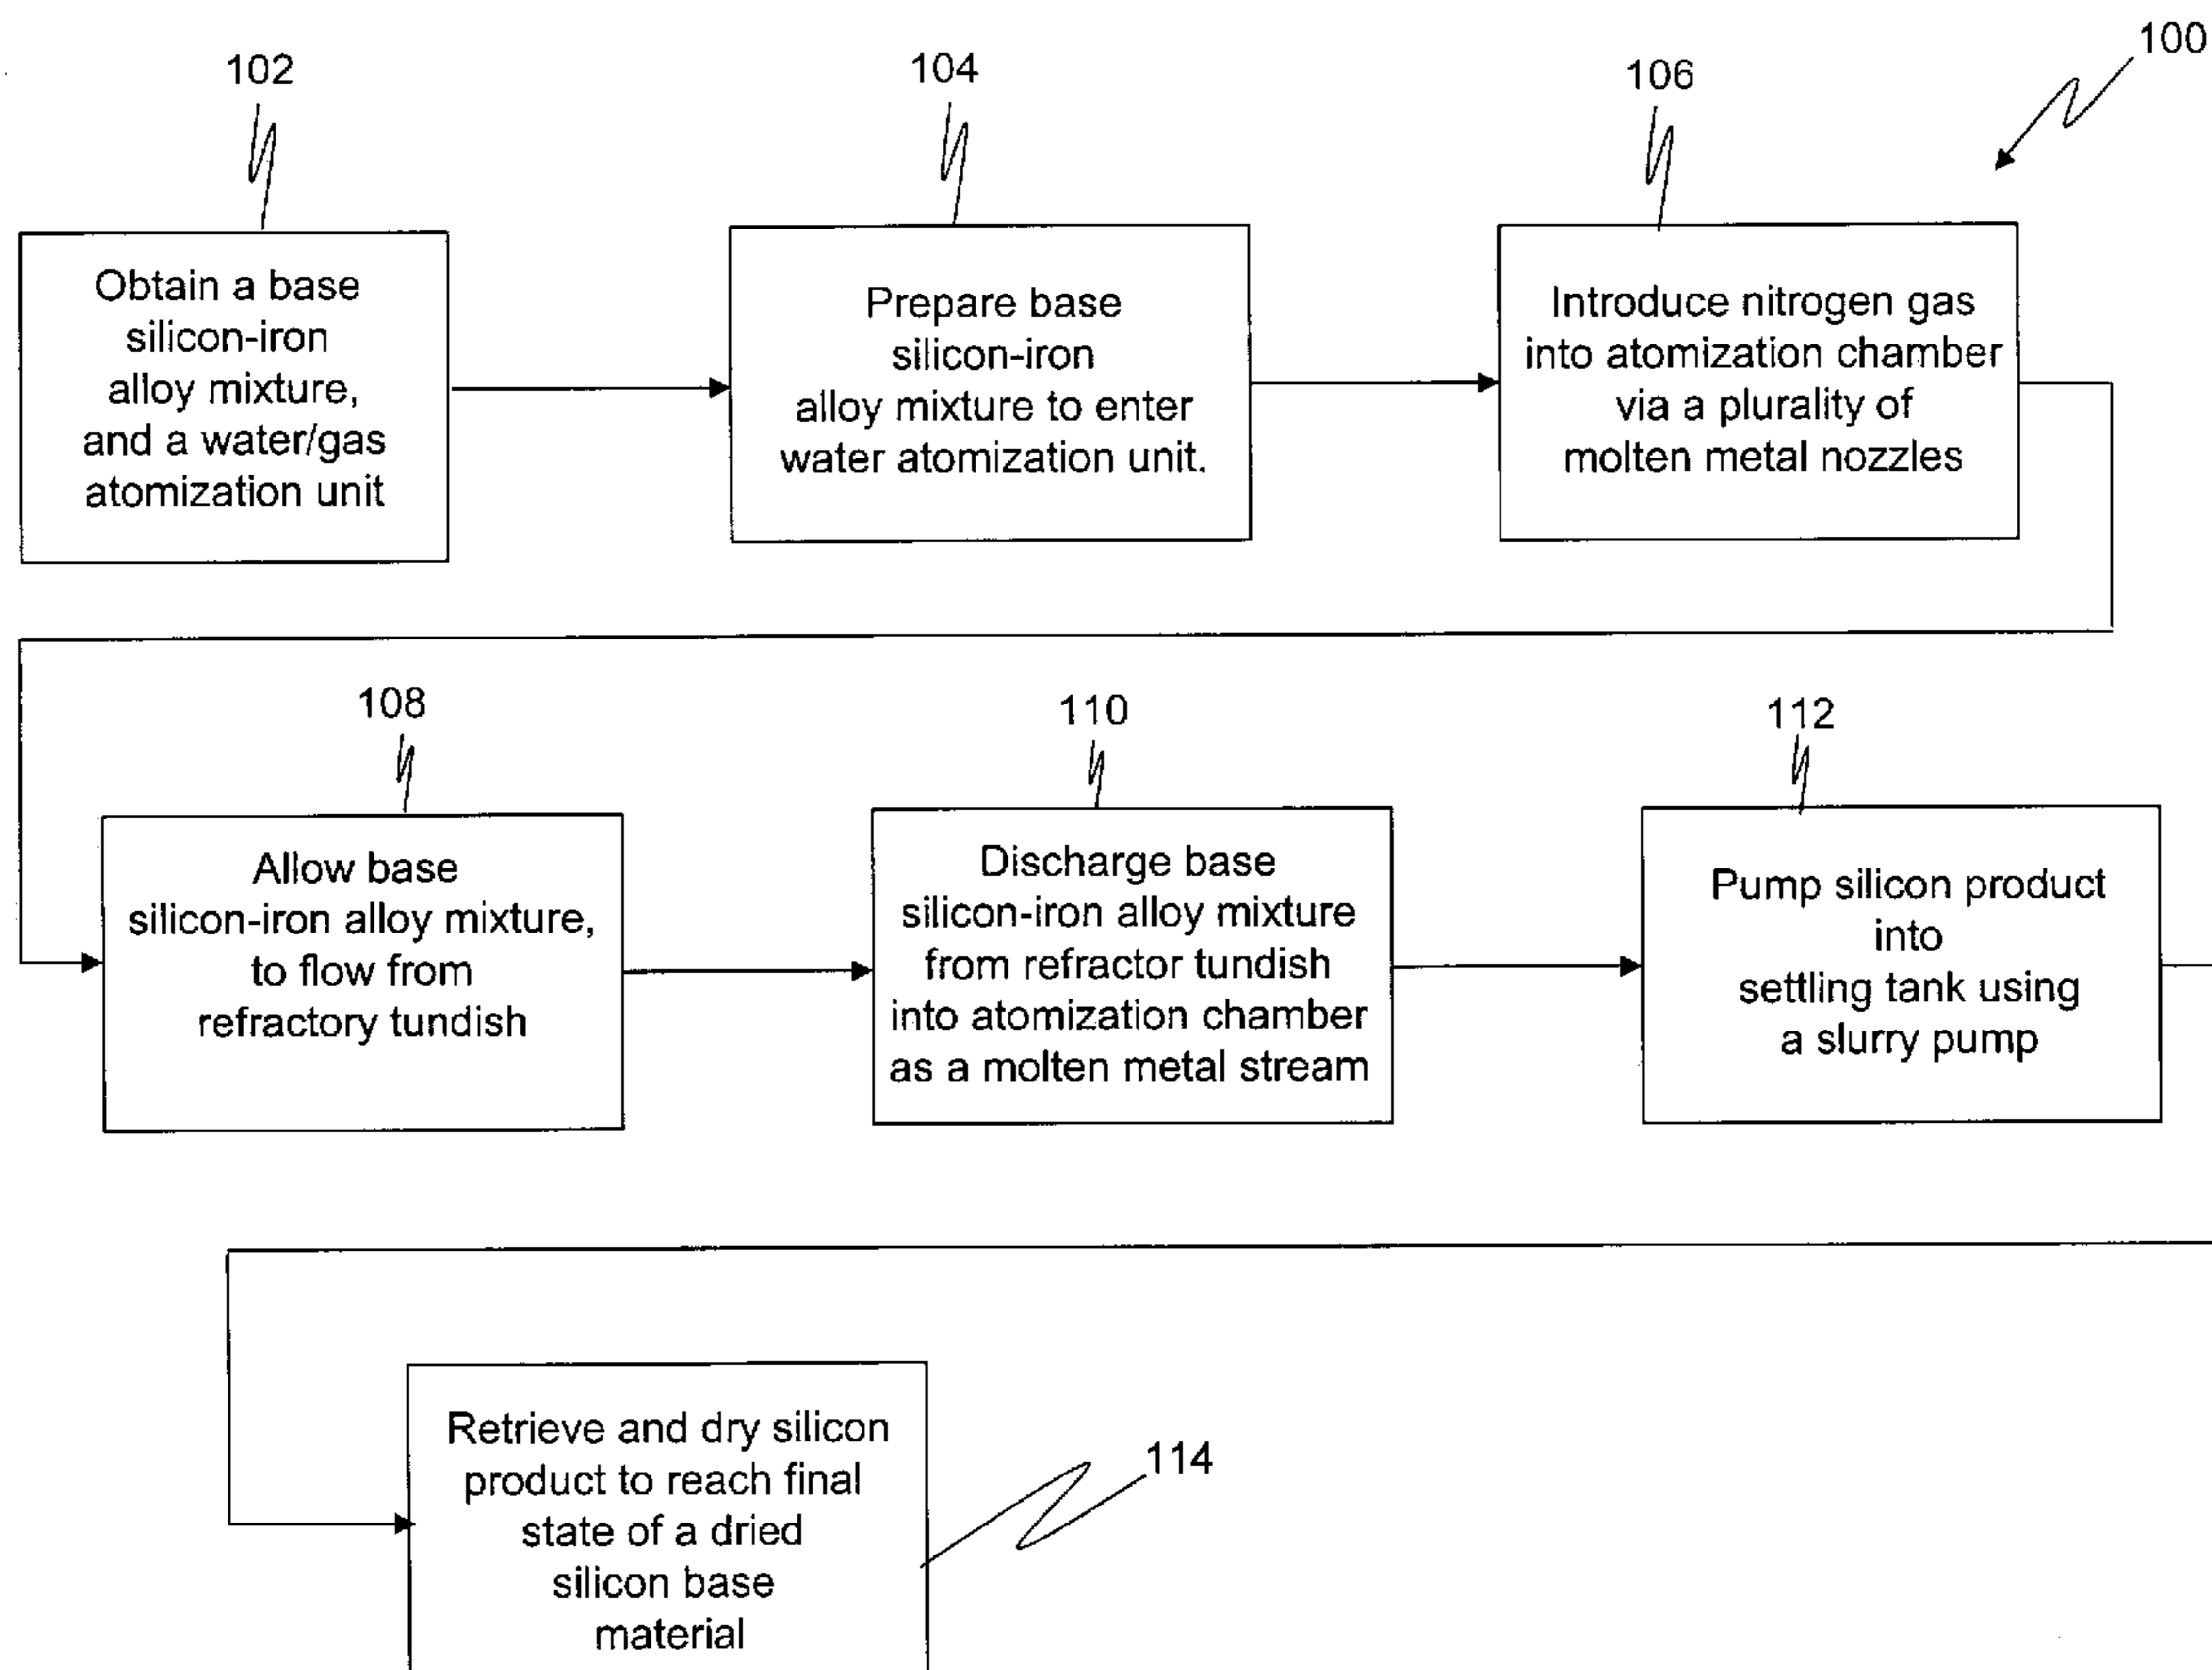 100
102
104
106
Obtain a base
silicon-iron
alloy mixture,
and a water/gas
atomization unit
Prepare base
silicon-iron
alloy mixture to enter
water atomization unit.
Introduce nitrogen gas
into atomization chamber
via a plurality of
molten metal nozzles
108
110
112
Allow base
silicon-iron alloy mixture,
to flow from
refractory tundish
Discharge base
silicon-iron alloy mixture
from refractor tundish
into atomization chamber
as a molten metal stream
Pump silicon product
into
settling tank using
a slurry pump
Retrieve and dry silicon
product to reach final
state of a dried
silicon base
material
114